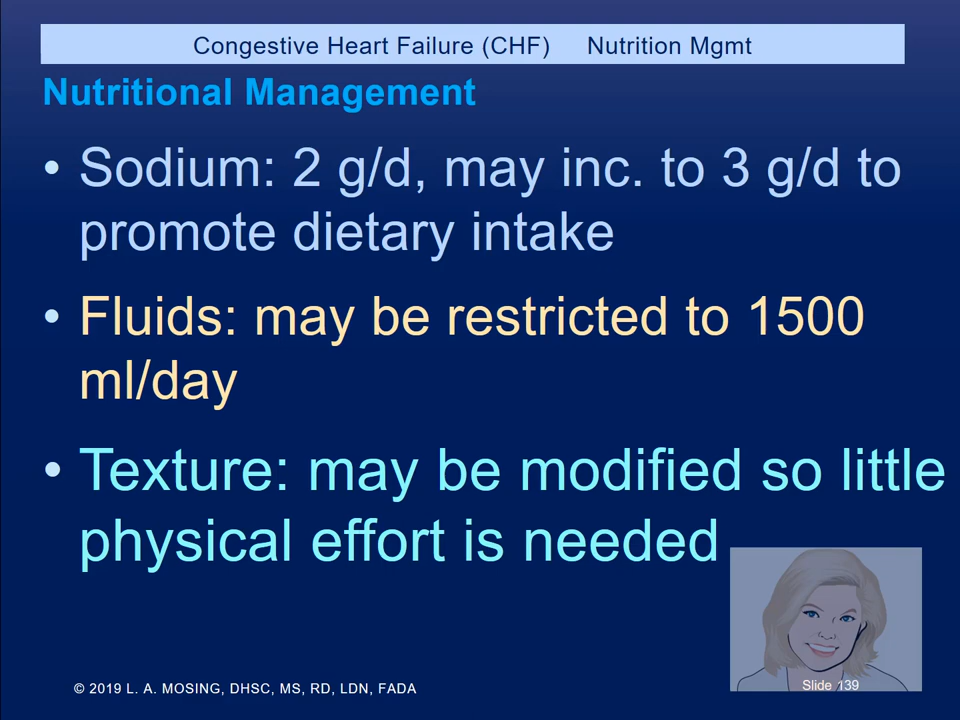 Congestive Heart Failure (CHF) Nutrition Mgmt
Nutritional Management
• Sodium: 2 g/d, may inc. to 3 g/d to
promote dietary intake
• Fluids: may be restricted to 1500
ml/day
• Texture: may be modified so little
physical effort is needed
© 2019 L. A. MOSING, DHSC, MS, RD, LDN, FADA
Slide 139